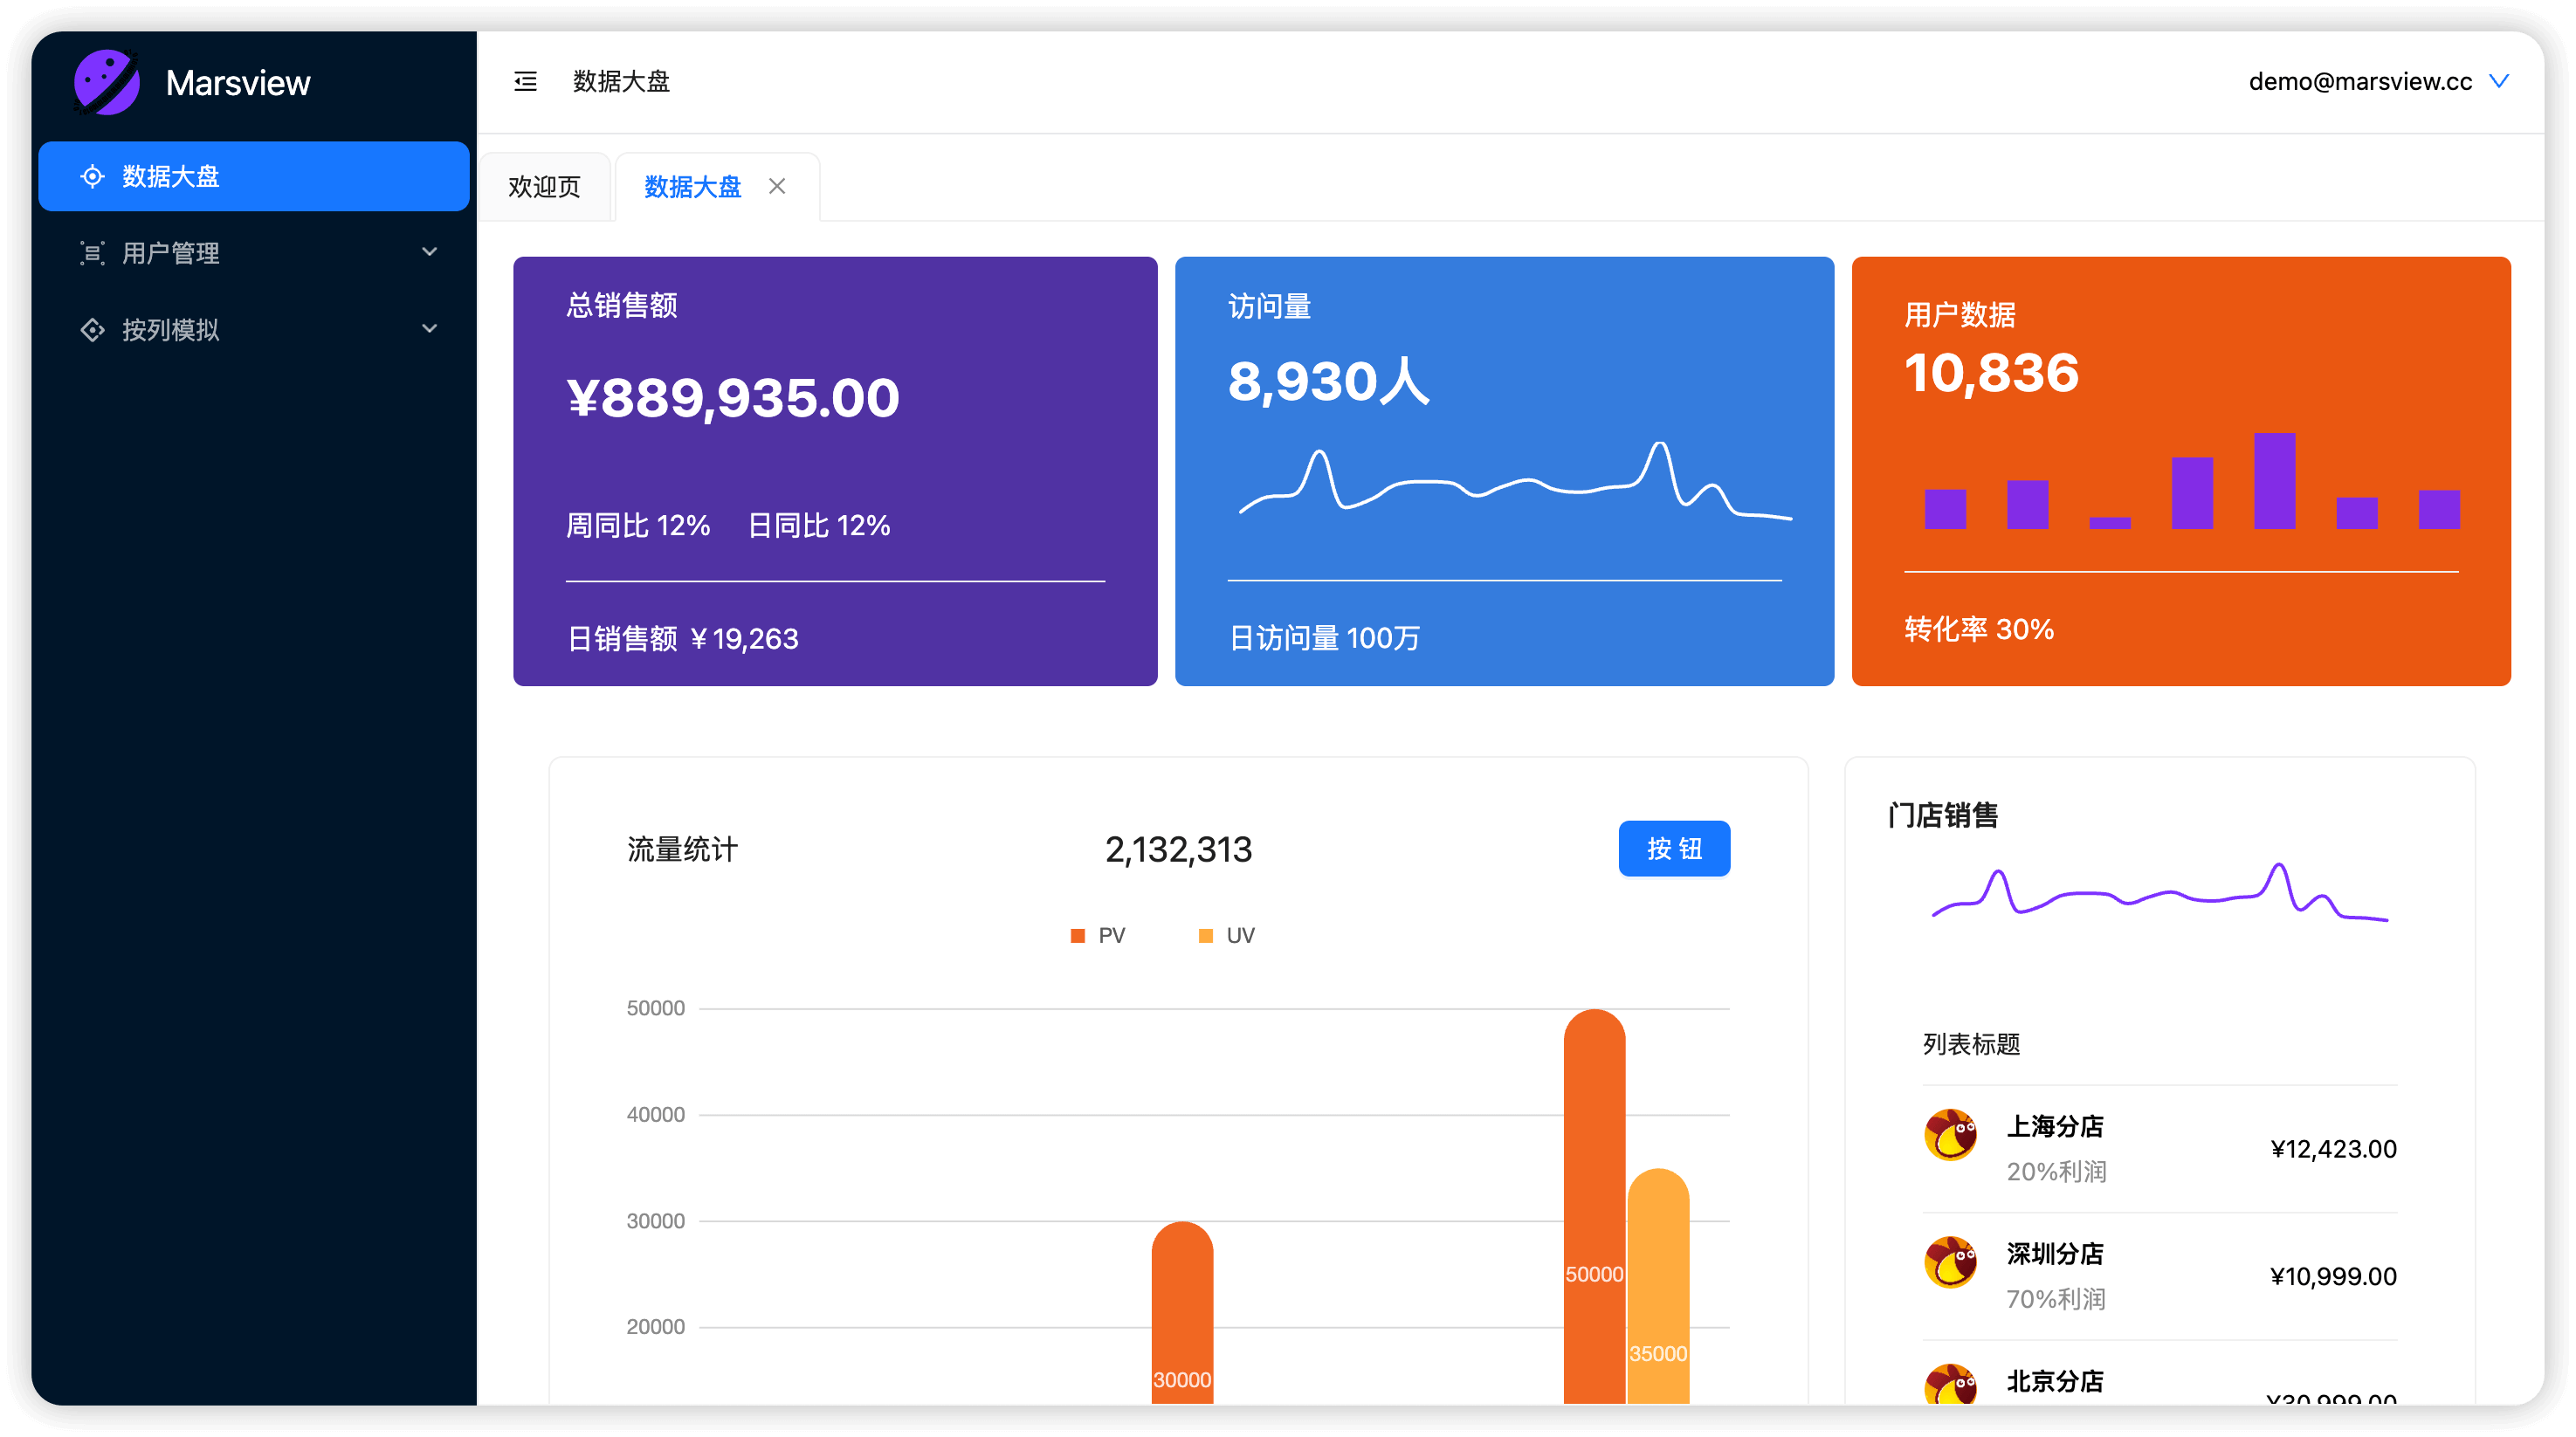 Marsview
数据大盘
用户管理
按列模拟
数据大盘
demo@marsview.cc
欢迎页
数据大盘
总销售额
¥889,935.00
周同比 12% 日同比 12%
日销售额 ¥19,263
访问量
8,930人
日访问量 100万
用户数据
10,836
转化率 30%
流量统计
2,132,313
按 钮
PV
UV
50000
40000
30000
20000
30000
50000
35000
门店销售
列表标题
上海分店
20%利润
¥12,423.00
深圳分店
70%利润
¥10,999.00
北京分店
¥30,999.00